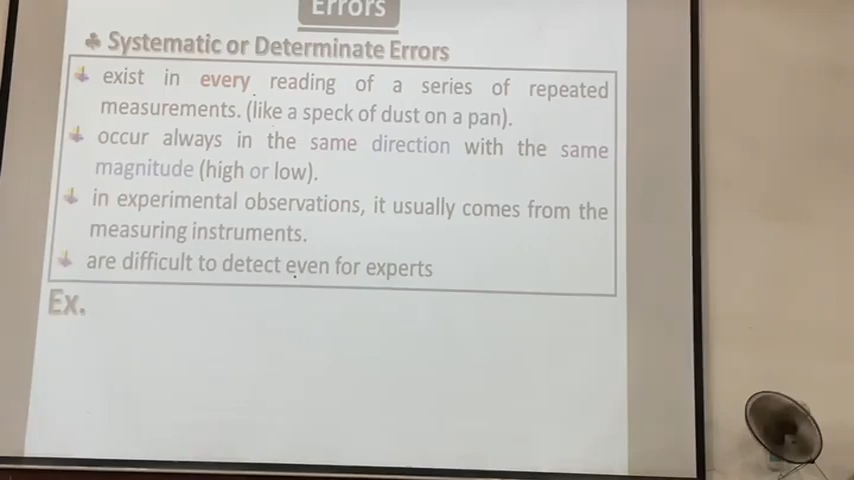 Errors
Systematic or Determinate Errors
exist in every reading of a series of repeated
measurements. (like a speck of dust on a pan).
occur always in the same direction with the same
magnitude (high or low).
in experimental observations, it usually comes from the
measuring instruments.
are difficult to detect even for experts
Ex.